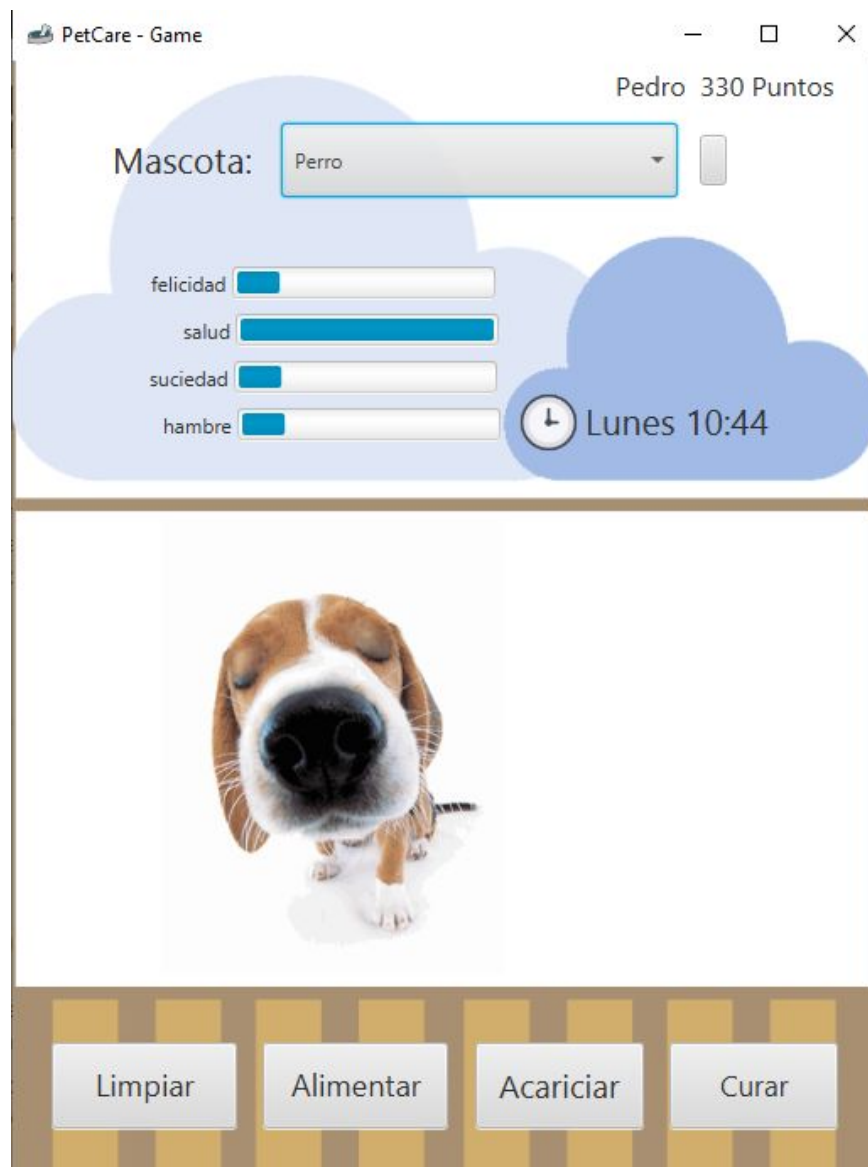 PetCare - Game
Pedro 330 Puntos
Mascota: Perro
felicidad
salud
suciedad
hambre
Lunes 10:44
Limpiar Alimentar Acariciar Curar